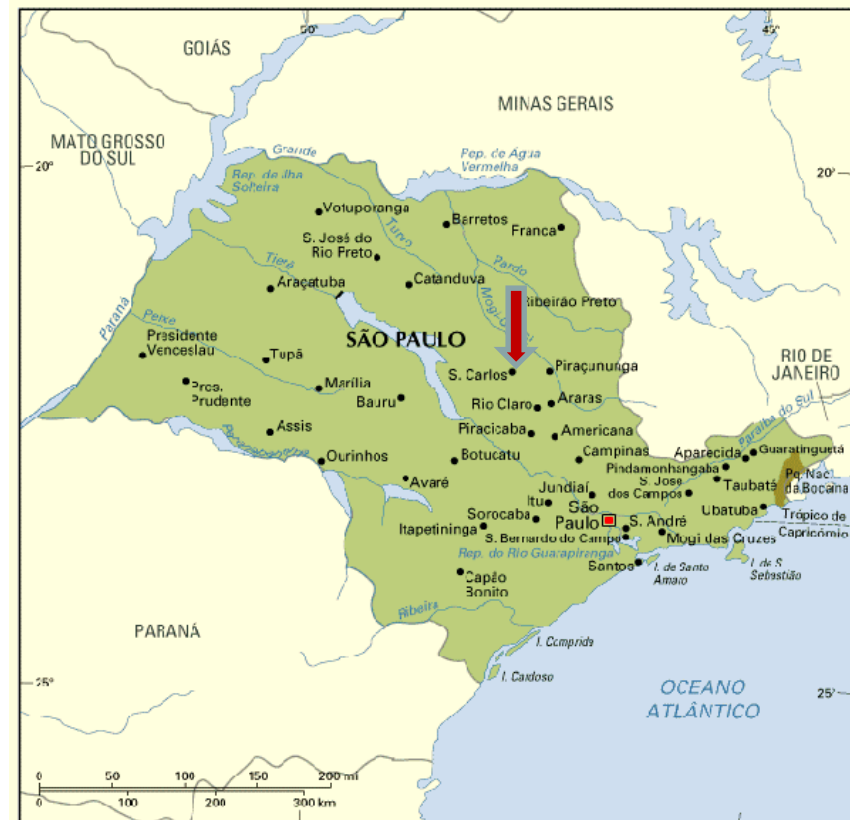 50°
45°
GOIÁS
MINAS GERAIS
MATO GROSSO
DO SUL
20°
20°
Grande
Rep. de Ilha
Solteira
Rep. de Água
Vermelha
Votuporanga
Barretos
Franca
S. José do
Rio Preto
Turvo
Pardo
Tietê
Araçatuba
Catanduva
Ribeirão Preto
Paraná
Peixe
SÃO PAULO
Presidente
Venceslau
Tupã
S. Carlos
Piraçununga
RIO DE
JANEIRO
Pres.
Prudente
Marília
Bauru
Rio Claro
Araras
Paraíba do Sul
Assis
Piracicaba
Americana
Aparecida
Guaratinguetá
Paranapanema
Ourinhos
Botucatu
Campinas
Pindamonhangaba
Pq. Nac.
da Bocaina
Avaré
Jundiaí
S. José
dos Campos
Taubaté
Itu
São
Paulo
Ubatuba
Trópico de
Capricórnio
Sorocaba
S. André
Itapetininga
S. Bernardo do Campo
Mogi das Cruzes
Rep. do Rio Guarapiranga
Santos
I. de Santo
Amaro
I. de S.
Sebastião
Capão
Bonito
Ribeira
PARANÁ
I. Comprida
I. Cardoso
25°
25°
OCEANO
ATLÂNTICO
0 50 100 150 200 mi
0 100 200 300 km